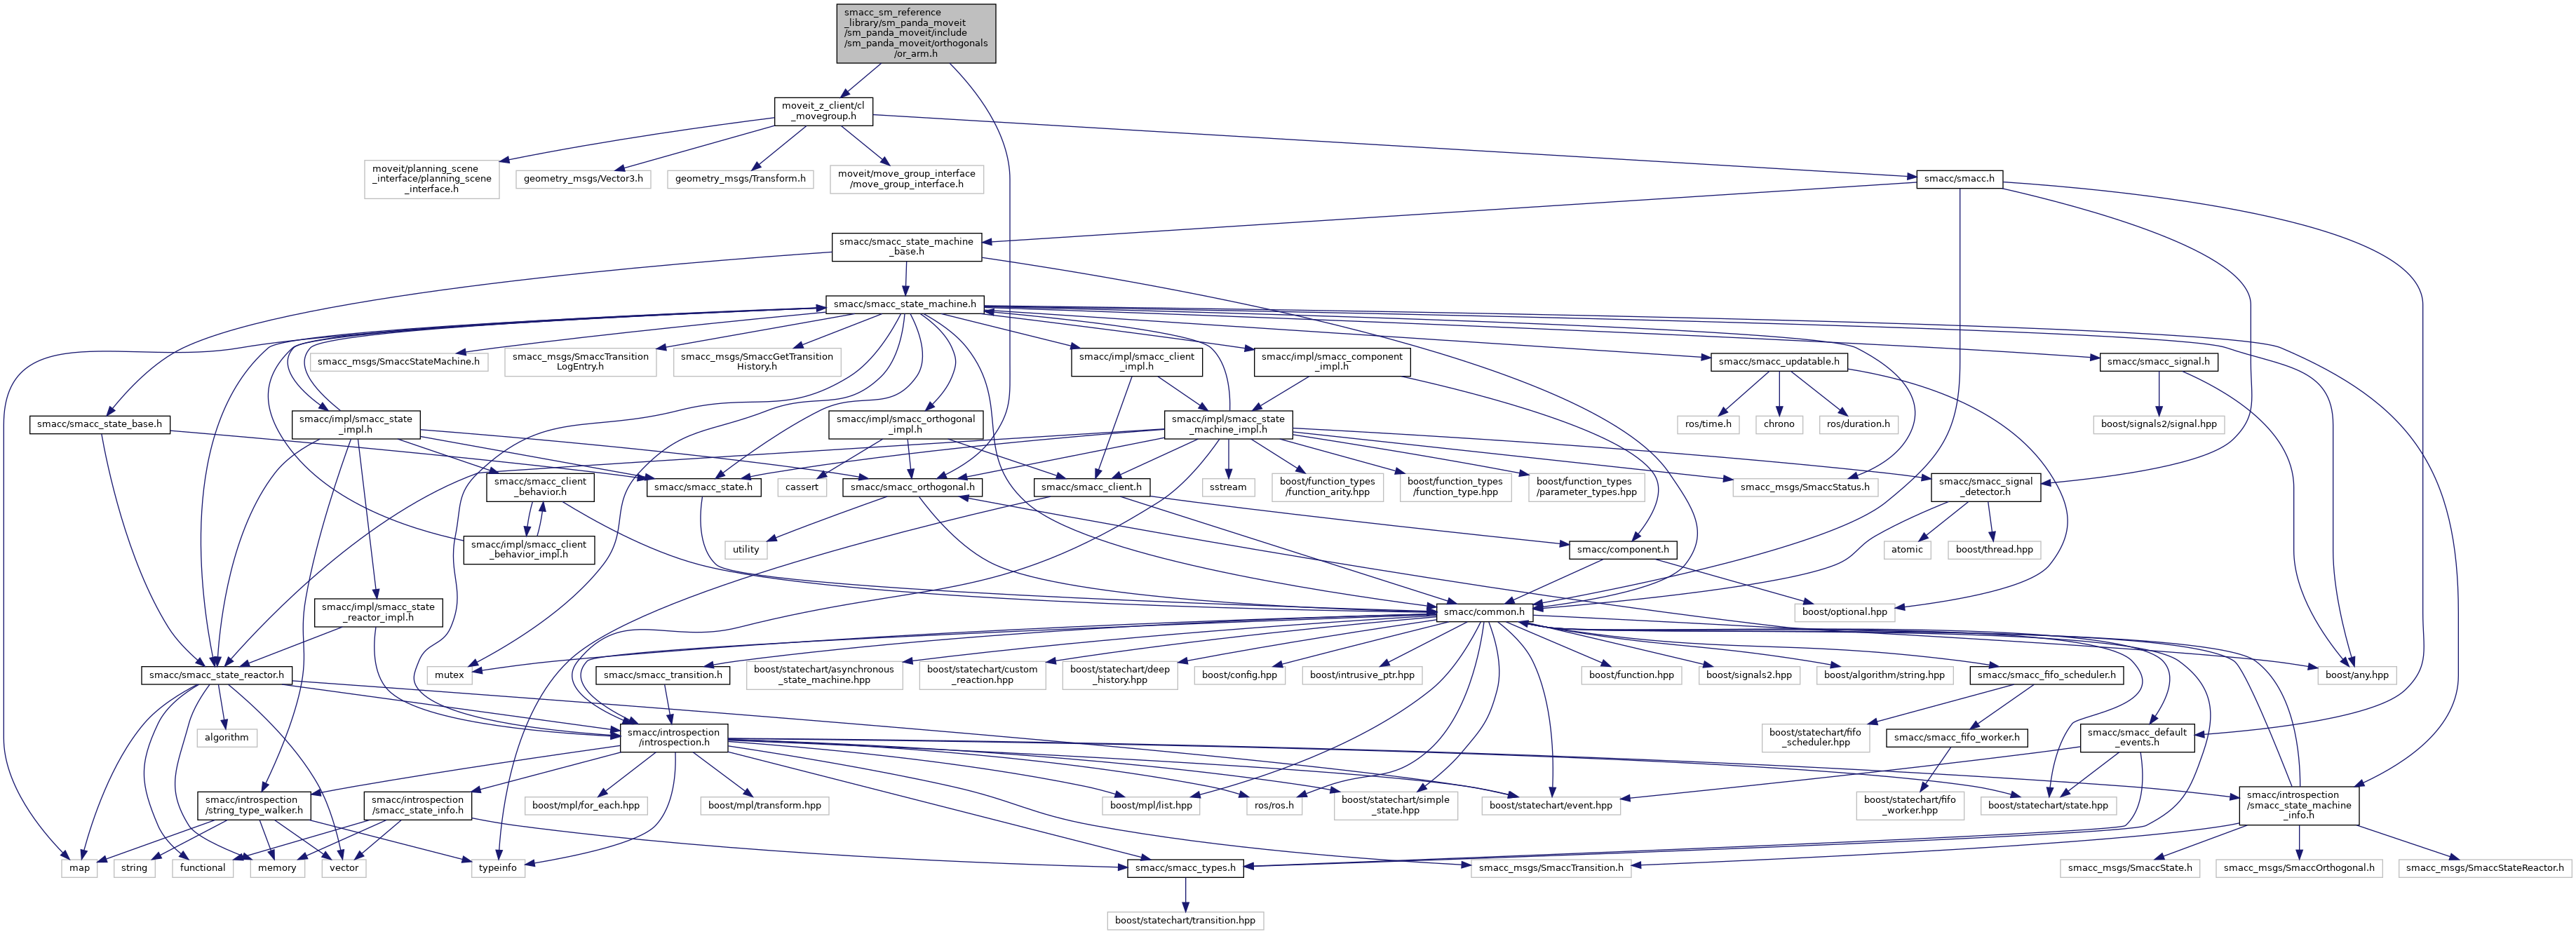 smacc_sm_reference
_library/sm_panda_moveit
/sm_panda_moveit/include
/sm_panda_moveit/orthogonals
/or_arm.h
moveit_z_client/cl
_movegroup.h
moveit/planning_scene
_interface/planning_scene
_interface.h
geometry_msgs/Vector3.h
geometry_msgs/Transform.h
moveit/move_group_interface
/move_group_interface.h
smacc/smacc.h
smacc/smacc_state_machine
_base.h
smacc/smacc_state_machine.h
smacc_msgs/SmaccStateMachine.h
smacc_msgs/SmaccTransition
LogEntry.h
smacc_msgs/SmaccGetTransition
History.h
smacc/impl/smacc_client
_impl.h
smacc/impl/smacc_component
_impl.h
smacc/smacc_updatable.h
smacc/smacc_signal.h
smacc/smacc_state_base.h
smacc/impl/smacc_state
_impl.h
smacc/impl/smacc_orthogonal
_impl.h
smacc/impl/smacc_state
_machine_impl.h
ros/time.h
chrono
ros/duration.h
boost/signals2/signal.hpp
smacc/smacc_client
_behavior.h
smacc/smacc_state.h
cassert
smacc/smacc_orthogonal.h
smacc/smacc_client.h
sstream
boost/function_types
/function_arity.hpp
boost/function_types
/function_type.hpp
boost/function_types
/parameter_types.hpp
smacc_msgs/SmaccStatus.h
smacc/smacc_signal
_detector.h
smacc/impl/smacc_client
_behavior_impl.h
utility
smacc/component.h
atomic
boost/thread.hpp
smacc/impl/smacc_state
_reactor_impl.h
smacc/common.h
boost/optional.hpp
smacc/smacc_state_reactor.h
mutex
smacc/smacc_transition.h
boost/statechart/asynchronous
_state_machine.hpp
boost/statechart/custom
_reaction.hpp
boost/statechart/deep
_history.hpp
boost/config.hpp
boost/intrusive_ptr.hpp
boost/function.hpp
boost/signals2.hpp
boost/algorithm/string.hpp
smacc/smacc_fifo_scheduler.h
boost/any.hpp
algorithm
smacc/introspection
/introspection.h
boost/statechart/fifo
_scheduler.hpp
smacc/smacc_fifo_worker.h
smacc/smacc_default
_events.h
smacc/introspection
/string_type_walker.h
smacc/introspection
/smacc_state_info.h
boost/mpl/for_each.hpp
boost/mpl/transform.hpp
boost/mpl/list.hpp
ros/ros.h
boost/statechart/simple
_state.hpp
boost/statechart/event.hpp
boost/statechart/fifo
_worker.hpp
boost/statechart/state.hpp
smacc/introspection
/smacc_state_machine
_info.h
map
string
functional
memory
vector
typeinfo
smacc/smacc_types.h
smacc_msgs/SmaccTransition.h
smacc_msgs/SmaccState.h
smacc_msgs/SmaccOrthogonal.h
smacc_msgs/SmaccStateReactor.h
boost/statechart/transition.hpp